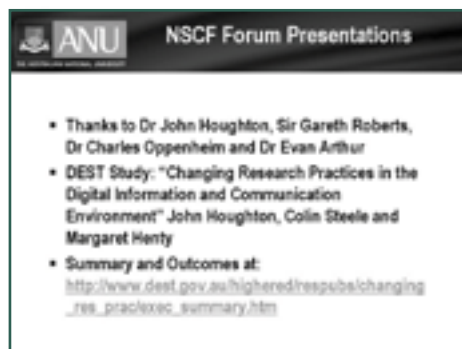 ANU
THE AUSTRALIAN NATIONAL UNIVERSITY
NSCF Forum Presentations
▪ Thanks to Dr John Houghton, Sir Gareth Roberts,
Dr Charles Oppenheim and Dr Evan Arthur
▪ DEST Study: "Changing Research Practices in the
Digital Information and Communication
Environment" John Houghton, Colin Steele and
Margaret Henty
▪ Summary and Outcomes at:
http://www.dest.gov.au/highered/respubs/changing
_res_prac/exec_summary.htm